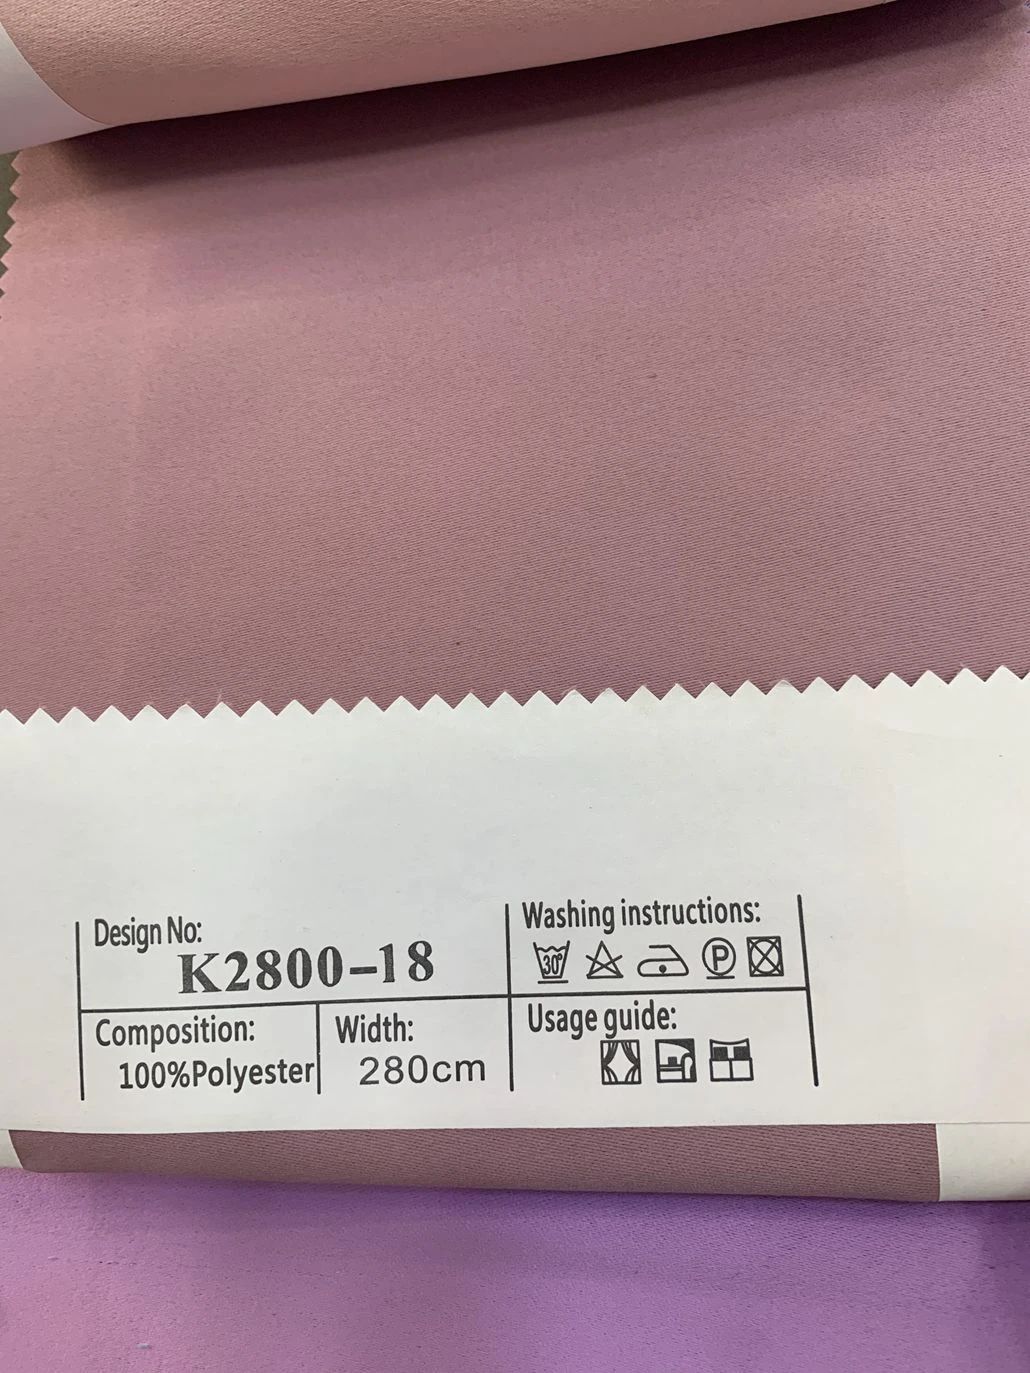 Design No:
K2800-18
Composition:
100%Polyester
Width:
280cm
Washing instructions:
30°
P
Usage guide: